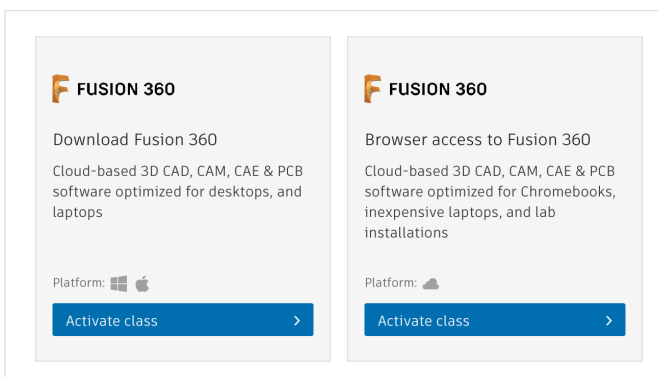 FUSION 360
Download Fusion 360
Cloud-based 3D CAD, CAM, CAE & PCB
software optimized for desktops, and
laptops
Platform:
Activate class
FUSION 360
Browser access to Fusion 360
Cloud-based 3D CAD, CAM, CAE & PCB
software optimized for Chromebooks,
inexpensive laptops, and lab
installations
Platform:
Activate class